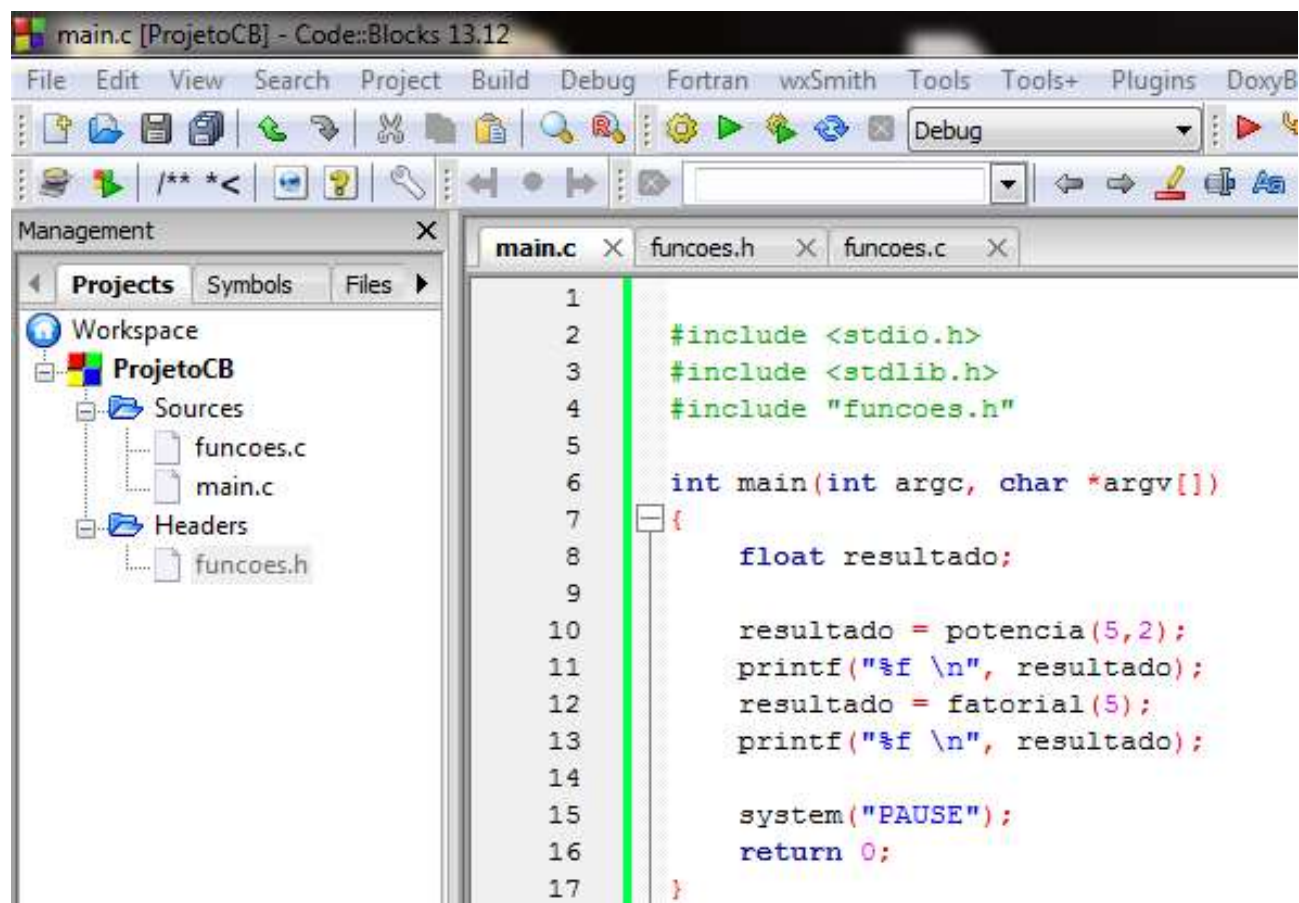 main.c [ProjetoCB] - Code::Blocks 13.12
File Edit View Search Project Build Debug Fortran wxSmith Tools Tools+ Plugins DoxyB
Debug
/** *<
Management
Projects Symbols Files
Workspace
ProjetoCB
Sources
funcoes.c
main.c
Headers
funcoes.h
main.c funcoes.h funcoes.c
1
2 #include <stdio.h>
3 #include <stdlib.h>
4 #include "funcoes.h"
5
6 int main(int argc, char *argv[])
7 {
8 float resultado;
9
10 resultado = potencia(5,2);
11 printf("%f \n", resultado);
12 resultado = fatorial(5);
13 printf("%f \n", resultado);
14
15 system("PAUSE");
16 return 0;
17 }